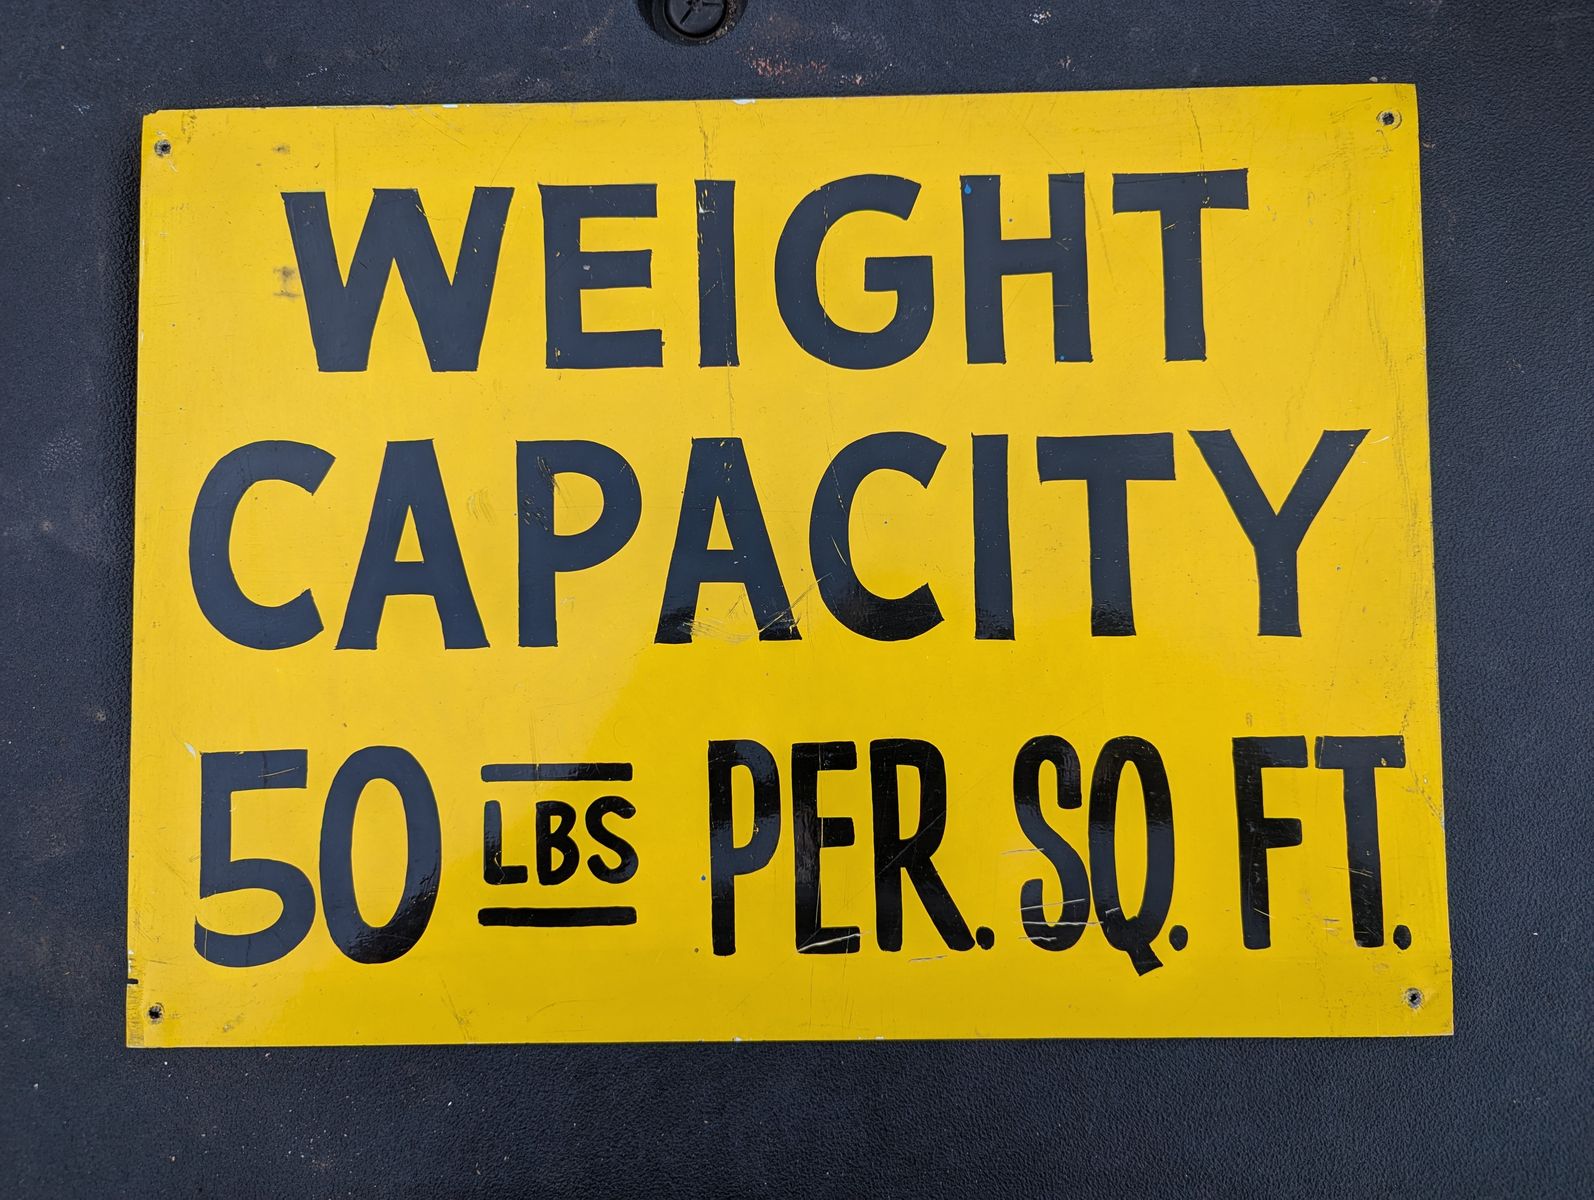 WEIGHT
CAPACITY
50 LBS PER. SQ. FT.